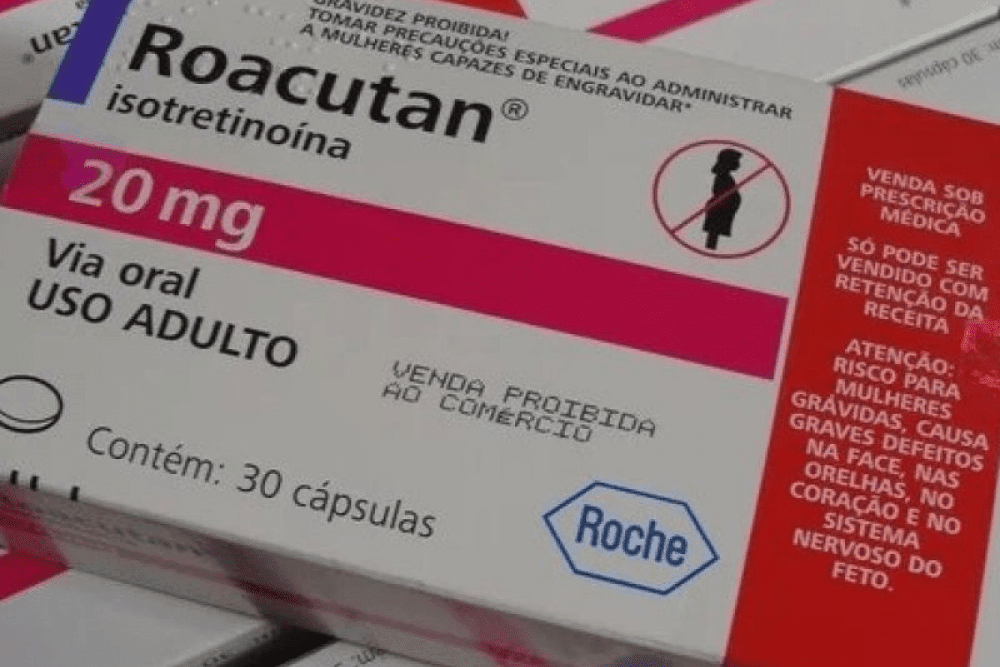 GRAVIDEZ PROIBIDA!
TOMAR PRECAUÇÕES ESPECIAIS AO ADMINISTRAR
A MULHERES CAPAZES DE ENGRAVIDAR*
Roacutan®
isotretinoína
20 mg
Via oral
USO ADULTO
VENDA PROIBIDA
AO COMÉRCIO
Contém: 30 cápsulas
Roche
VENDA SOB
PRESCRIÇÃO
MÉDICA
SÓ PODE SER
VENDIDO COM
RETENÇÃO DA
RECEITA
ATENÇÃO:
RISCO PARA
MULHERES
GRÁVIDAS, CAUSA
GRAVES DEFEITOS
NA FACE, NAS
ORELHAS, NO
CORAÇÃO E NO
SISTEMA
NERVOSO DO
FETO.
30 cápsulas